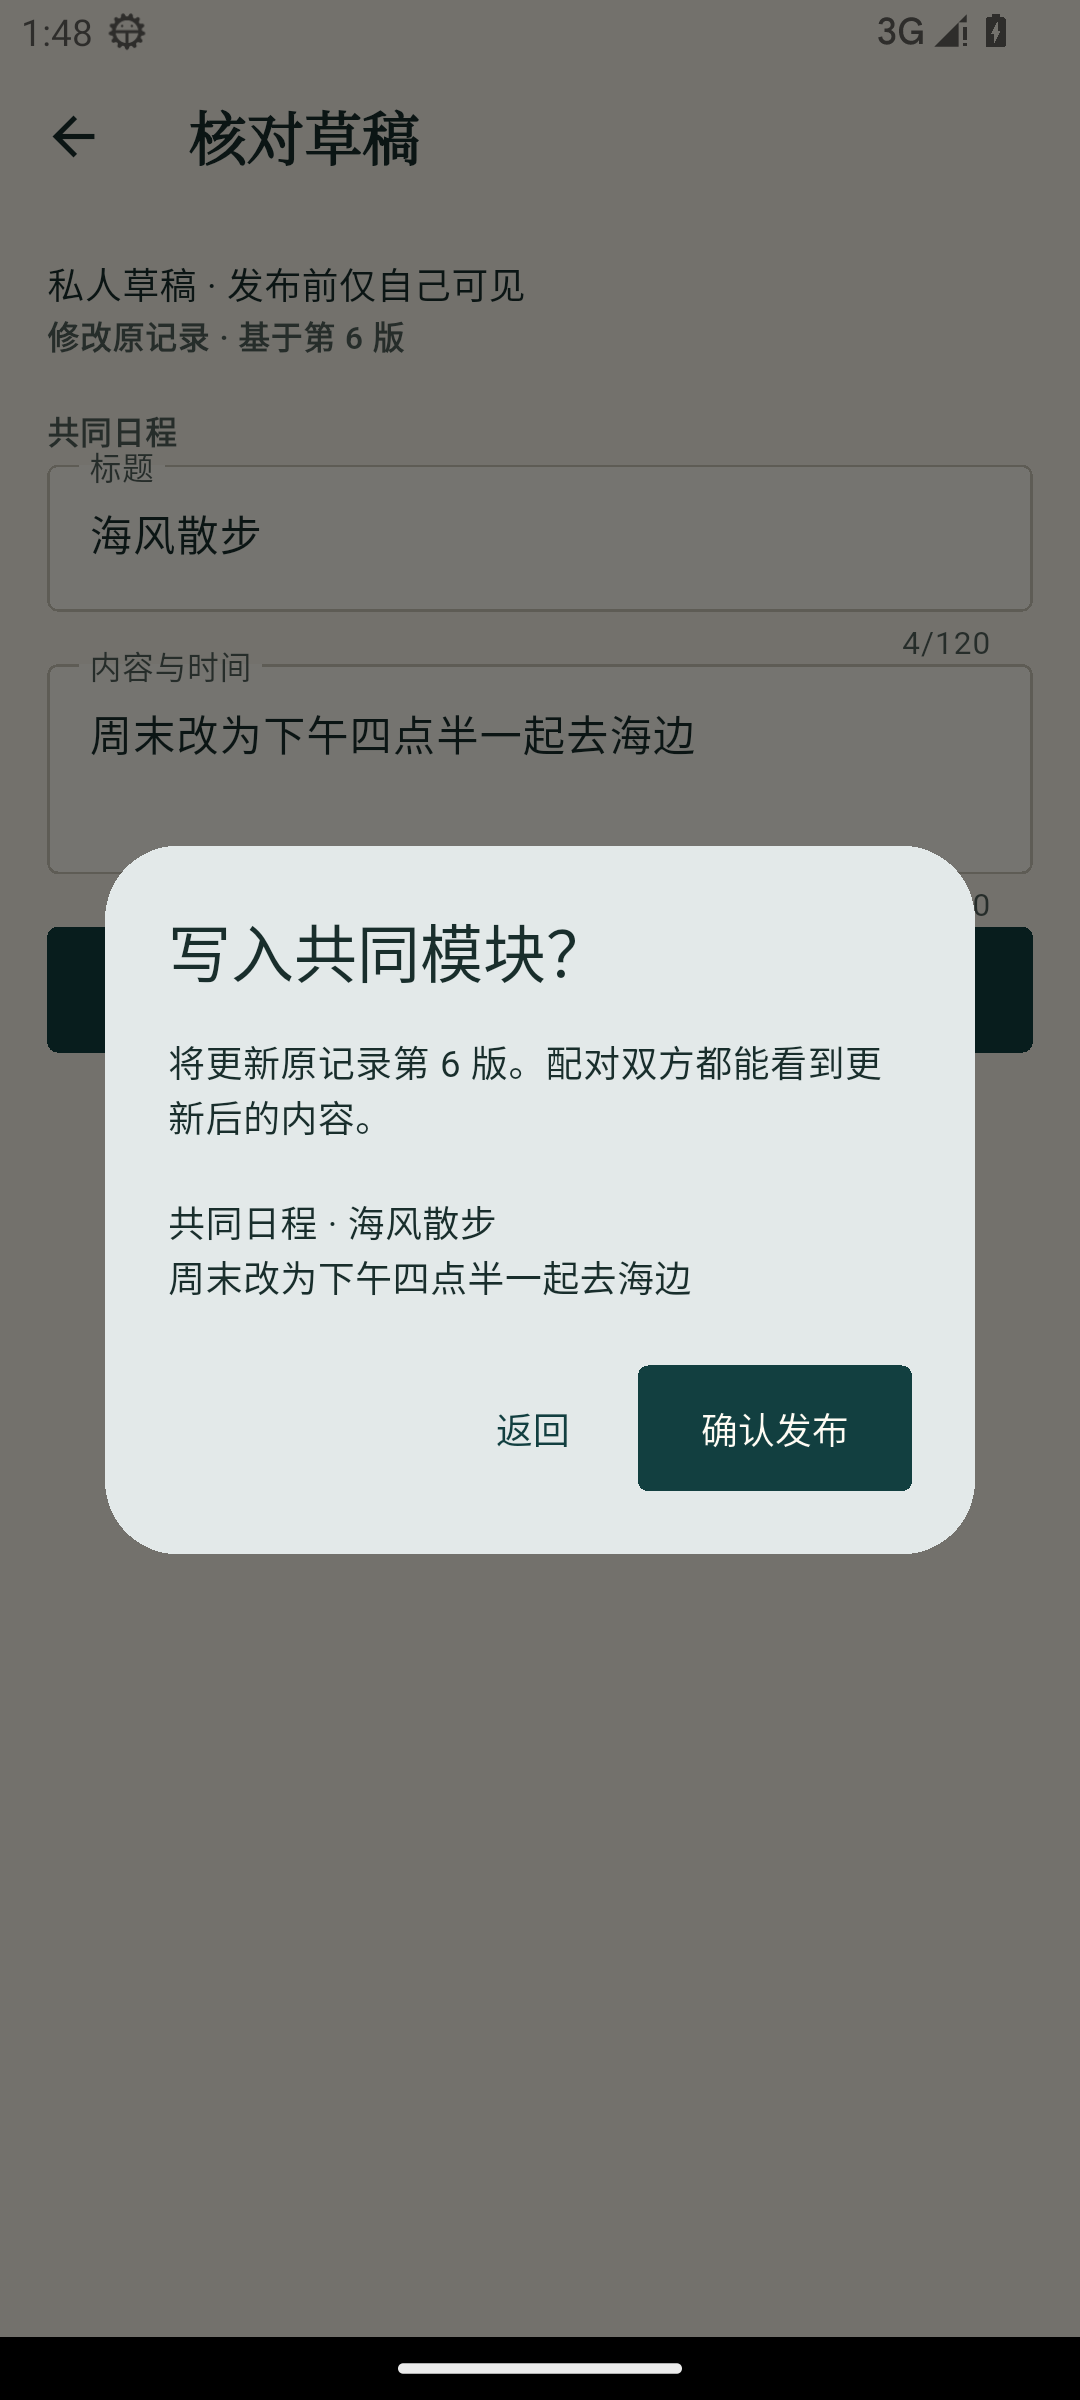 1:48
3G
核对草稿
私人草稿 · 发布前仅自己可见
修改原记录 · 基于第 6 版
共同日程
标题
海风散步
4/120
内容与时间
周末改为下午四点半一起去海边
0
写入共同模块？
将更新原记录第 6 版。配对双方都能看到更
新后的内容。
共同日程 · 海风散步
周末改为下午四点半一起去海边
返回
确认发布